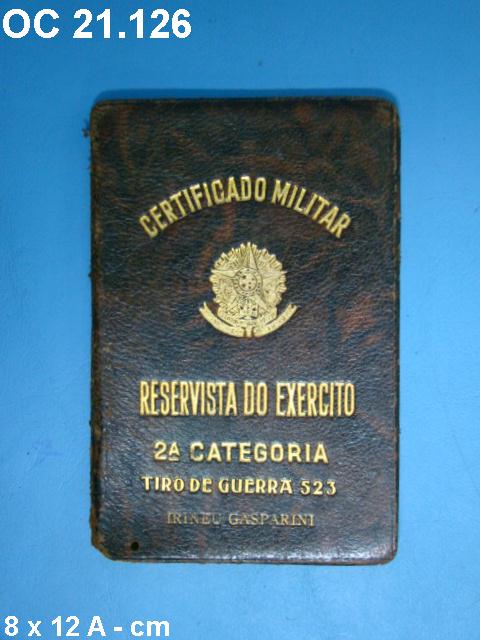 OC 21.126
CERTIFICADO MILITAR
RESERVISTA DO EXERCITO
2ª CATEGORIA
TIRO DE GUERRA 523
IRINEU GASPARINI
8 x 12 A - cm